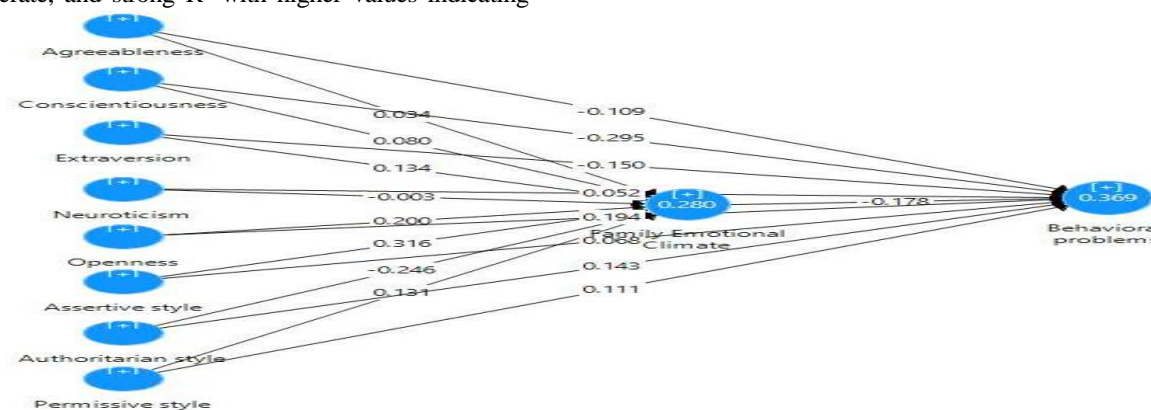 erate, and strong R² with higher values indicating
[+]
Agreeableness
[+]
Conscientiousness
[+]
Extraversion
[+]
Neuroticism
[+]
Openness
[+]
Assertive style
[+]
Authoritarian style
[+]
Permissive style
0.034
0.080
0.134
-0.003
0.200
0.316
-0.246
0.131
-0.109
-0.295
-0.150
0.052
0.194
0.068
0.143
0.111
[+]
0.280
Family Emotional
Climate
-0.178
[+]
0.369
Behaviora
problem